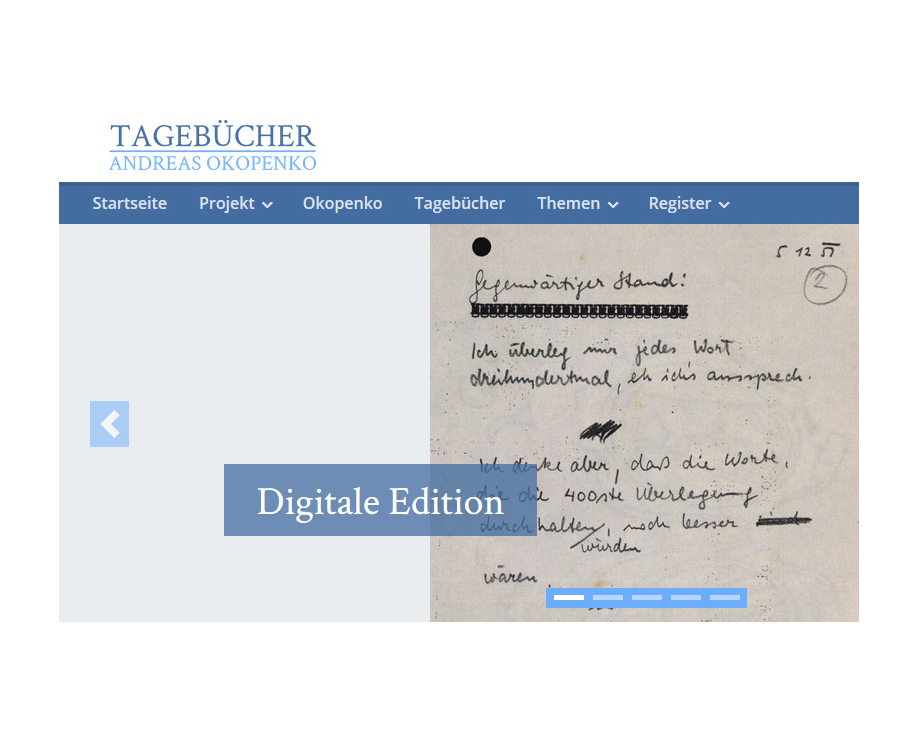 TAGEBÜCHER
ANDREAS OKOPENKO
Startseite Projekt Okopenko Tagebücher Themen Register
5 12 51
2
Gegenwärtiger Stand:
Ich überleg mir jedes Wort
dreihundertmal, eh ich's aussprech.
Ich denke aber, daß die Worte,
Digitale Edition
die die 400ste Überlegung
durchhalten, noch besser
würden
wären